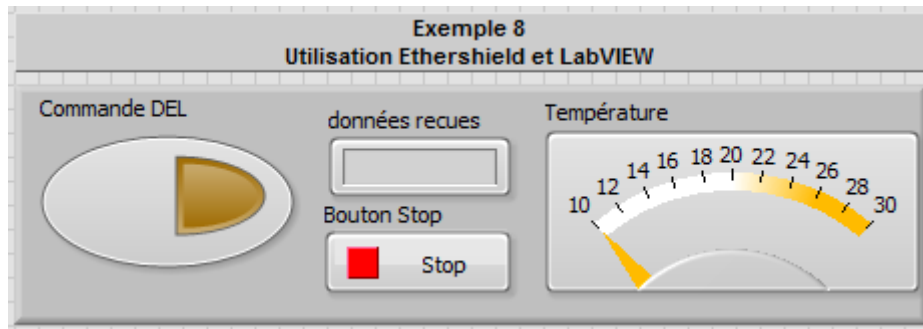 Exemple 8
Utilisation Ethershield et LabVIEW
Commande DEL
données recues
Bouton Stop
Stop
Température
10 12 14 16 18 20 22 24 26 28 30